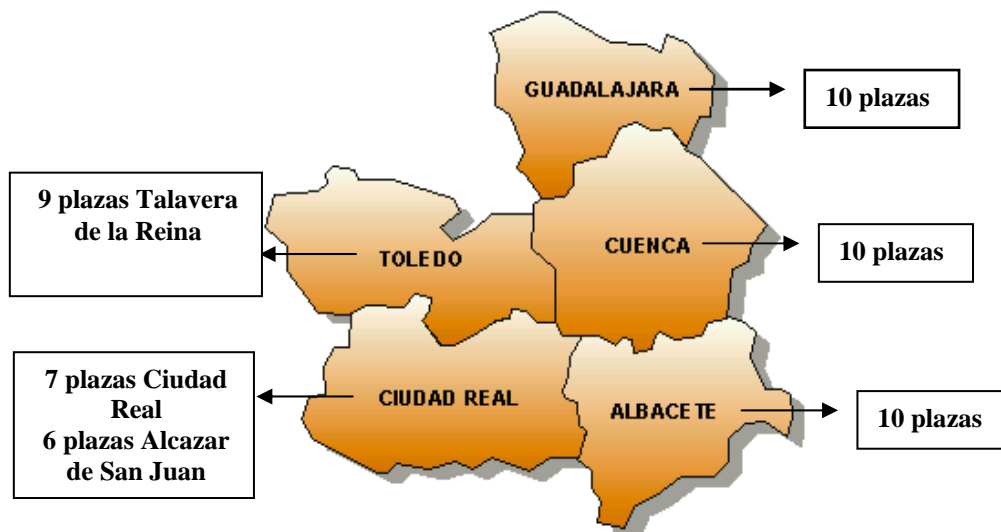 GUADALAJARA
10 plazas
9 plazas Talavera
de la Reina
TOLEDO
CUENCA
10 plazas
7 plazas Ciudad
Real
6 plazas Alcazar
de San Juan
CIUDAD REAL
ALBACETE
10 plazas